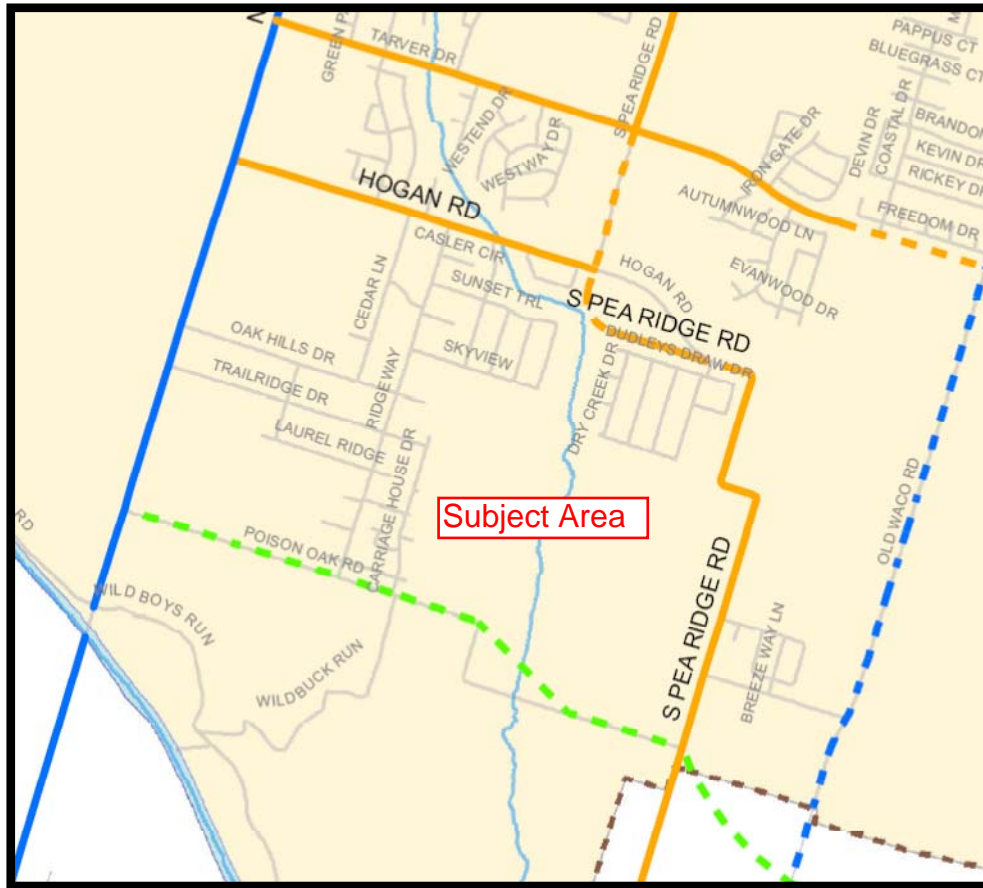 GREEN PA
TARVER DR
S PEA RIDGE RD
PAPPUS CT
BLUEGRASS CT
COASTAL DR
DEVIN DR
BRANDON
KEVIN DR
RICKEY DR
FREEDOM DR
WESTEND DR
WESTWAY DR
IRON GATE DR
AUTUMNWOOD LN
EVANWOOD DR
HOGAN RD
HOGAN RD
CASLER CIR
SUNSET TRL
CEDAR LN
S PEA RIDGE RD
DUDLEYS DRAW DR
OAK HILLS DR
TRAILRIDGE DR
RIDGEWAY
SKYVIEW
LAUREL RIDGE
DRY CREEK DR
CARRIAGE HOUSE DR
Subject Area
OLD WACO RD
RD
POISON OAK RD
WILD BOYS RUN
WILDBUCK RUN
S PEA RIDGE RD
BREEZE WAY LN